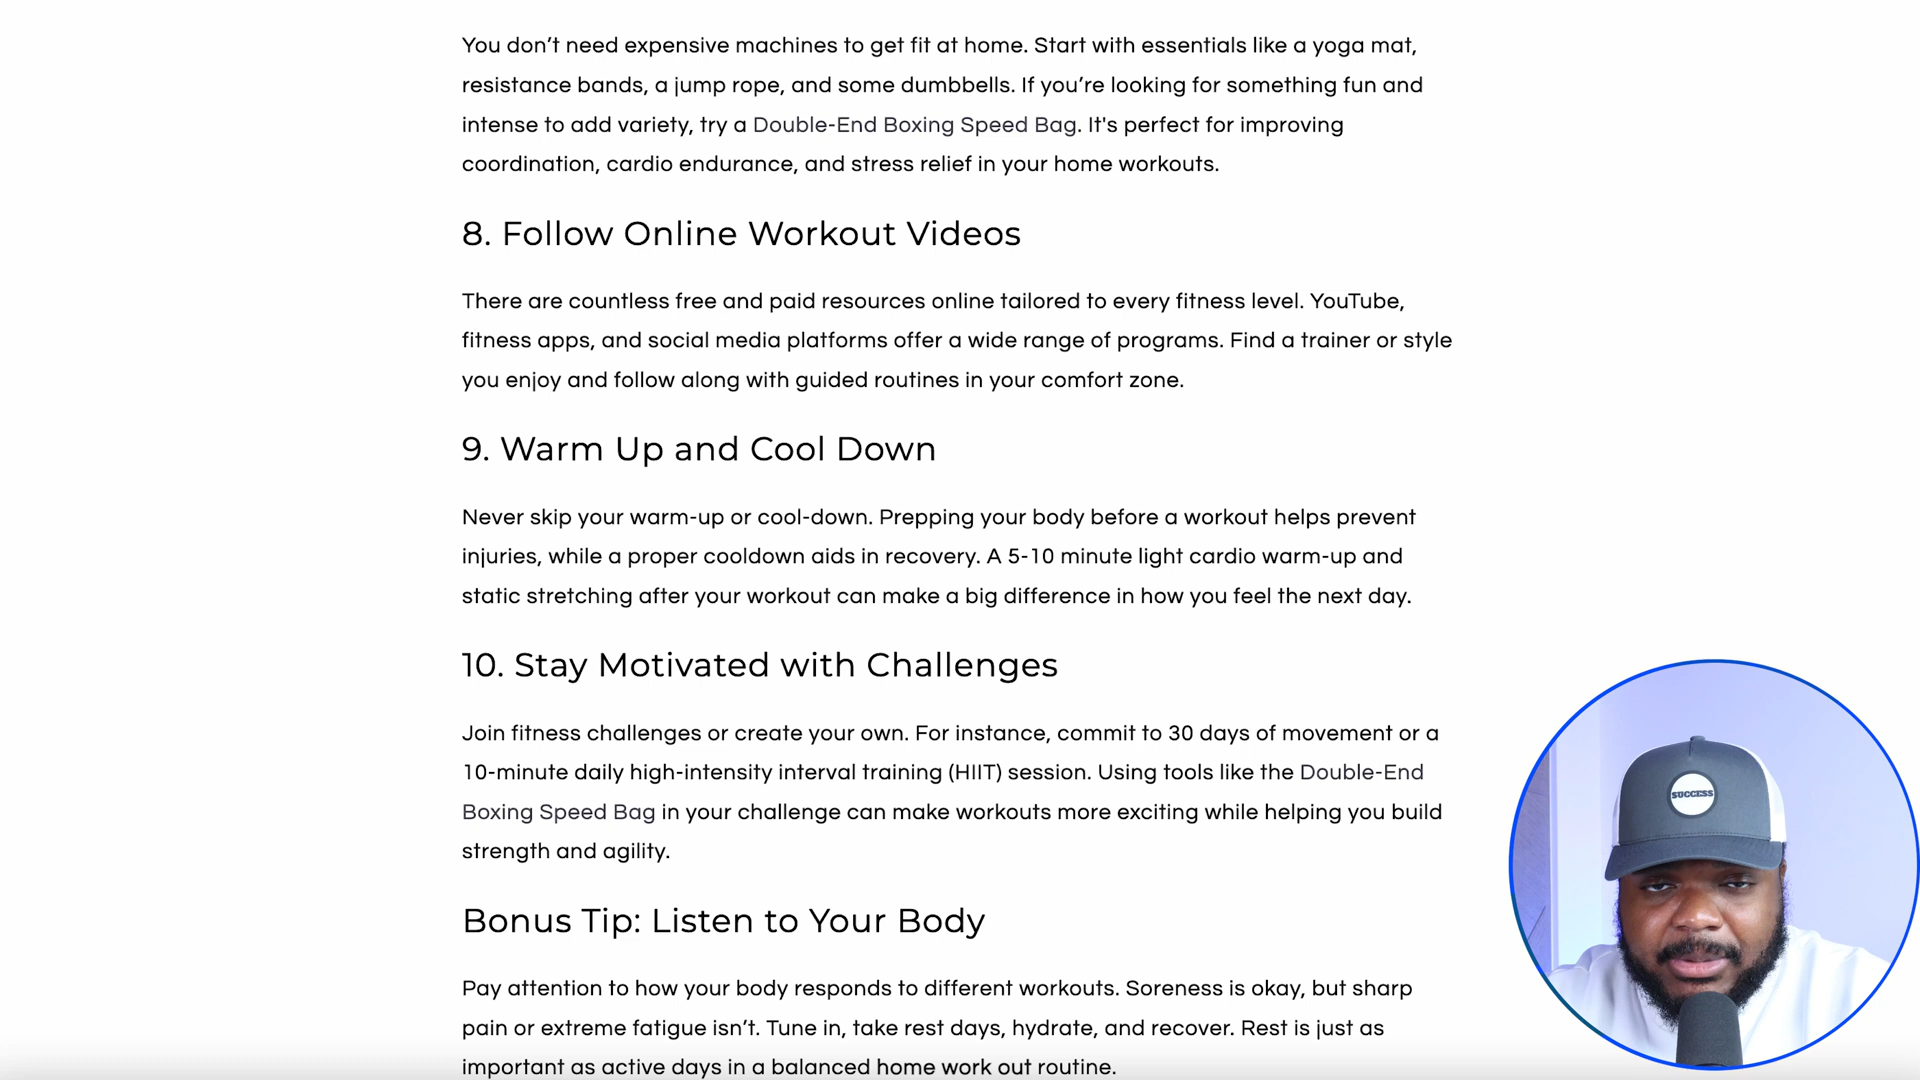 You don’t need expensive machines to get fit at home. Start with essentials like a yoga mat,
resistance bands, a jump rope, and some dumbbells. If you’re looking for something fun and
intense to add variety, try a Double-End Boxing Speed Bag. It's perfect for improving
coordination, cardio endurance, and stress relief in your home workouts.
8. Follow Online Workout Videos
There are countless free and paid resources online tailored to every fitness level. YouTube,
fitness apps, and social media platforms offer a wide range of programs. Find a trainer or style
you enjoy and follow along with guided routines in your comfort zone.
9. Warm Up and Cool Down
Never skip your warm-up or cool-down. Prepping your body before a workout helps prevent
injuries, while a proper cooldown aids in recovery. A 5-10 minute light cardio warm-up and
static stretching after your workout can make a big difference in how you feel the next day.
10. Stay Motivated with Challenges
Join fitness challenges or create your own. For instance, commit to 30 days of movement or a
10-minute daily high-intensity interval training (HIIT) session. Using tools like the Double-End
Boxing Speed Bag in your challenge can make workouts more exciting while helping you build
strength and agility.
SUCCESS
Bonus Tip: Listen to Your Body
Pay attention to how your body responds to different workouts. Soreness is okay, but sharp
pain or extreme fatigue isn’t. Tune in, take rest days, hydrate, and recover. Rest is just as
important as active days in a balanced home work out routine.